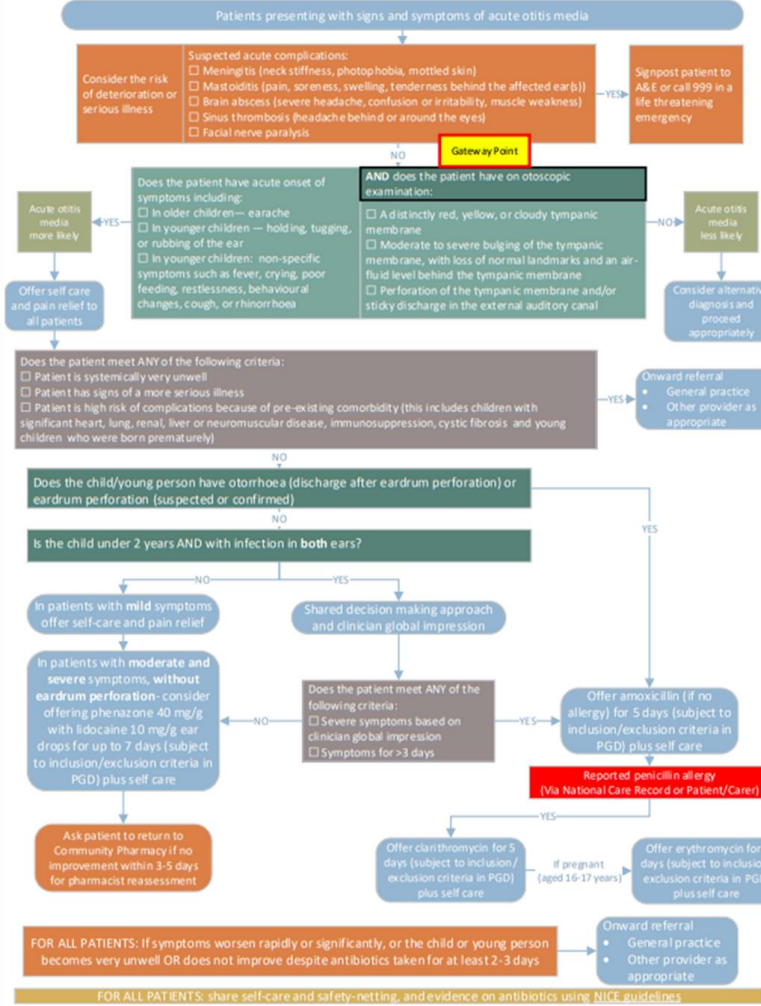 Patients presenting with signs and symptoms of acute otitis media
Consider the risk
of deterioration or
serious illness
Suspected acute complications:
☐ Meningitis (neck stiffness, photophobia, mottled skin)
☐ Mastoiditis (pain, soreness, swelling, tenderness behind the affected ear(s))
☐ Brain abscess (severe headache, confusion or irritability, muscle weakness)
☐ Sinus thrombosis (headache behind or around the eyes)
☐ Facial nerve paralysis
YES
Signpost patient to
A&E or call 999 in a
life threatening
emergency
NO
Gateway Point
Acute otitis
media
more likely
YES
Does the patient have acute onset of
symptoms including:
☐ In older children— earache
☐ In younger children — holding, tugging,
or rubbing of the ear
☐ In younger children: non-specific
symptoms such as fever, crying, poor
feeding, restlessness, behavioural
changes, cough, or rhinorrhoea
AND does the patient have on otoscopic
examination:
☐ A distinctly red, yellow, or cloudy tympanic
membrane
☐ Moderate to severe bulging of the tympanic
membrane, with loss of normal landmarks and an air-
fluid level behind the tympanic membrane
☐ Perforation of the tympanic membrane and/or
sticky discharge in the external auditory canal
NO
Acute otitis
media
less likely
Offer self care
and pain relief to
all patients
Consider alternativ
diagnosis and
proceed
appropriately
Does the patient meet ANY of the following criteria:
☐ Patient is systemically very unwell
☐ Patient has signs of a more serious illness
☐ Patient is high risk of complications because of pre-existing comorbidity (this includes children with
significant heart, lung, renal, liver or neuromuscular disease, immunosuppression, cystic fibrosis and young
children who were born prematurely)
YES
Onward referral
• General practice
• Other provider as
appropriate
NO
Does the child/young person have otorrhoea (discharge after eardrum perforation) or
eardrum perforation (suspected or confirmed)
NO
YES
Is the child under 2 years AND with infection in both ears?
NO
YES
In patients with mild symptoms
offer self-care and pain relief
Shared decision making approach
and clinician global impression
In patients with moderate and
severe symptoms, without
eardrum perforation- consider
offering phenazone 40 mg/g
with lidocaine 10 mg/g ear
drops for up to 7 days (subject
to inclusion/exclusion criteria in
PGD) plus self care
NO
Does the patient meet ANY of the
following criteria:
☐ Severe symptoms based on
clinician global impression
☐ Symptoms for >3 days
YES
Offer amoxicillin (if no
allergy) for 5 days (subject to
inclusion/exclusion criteria in
PGD) plus self care
Reported penicillin allergy
(Via National Care Record or Patient/Carer)
YES
Ask patient to return to
Community Pharmacy if no
improvement within 3-5 days
for pharmacist reassessment
Offer clarithromycin for 5
days (subject to inclusion/
exclusion criteria in PGD)
plus self care
If pregnant
(aged 16-17 years)
Offer erythromycin for
days (subject to inclusio
exclusion criteria in PGD
plus self care
FOR ALL PATIENTS: If symptoms worsen rapidly or significantly, or the child or young person
becomes very unwell OR does not improve despite antibiotics taken for at least 2-3 days
Onward referral
• General practice
• Other provider as
appropriate
FOR ALL PATIENTS: share self-care and safety-netting, and evidence on antibiotics using NICE guidelines